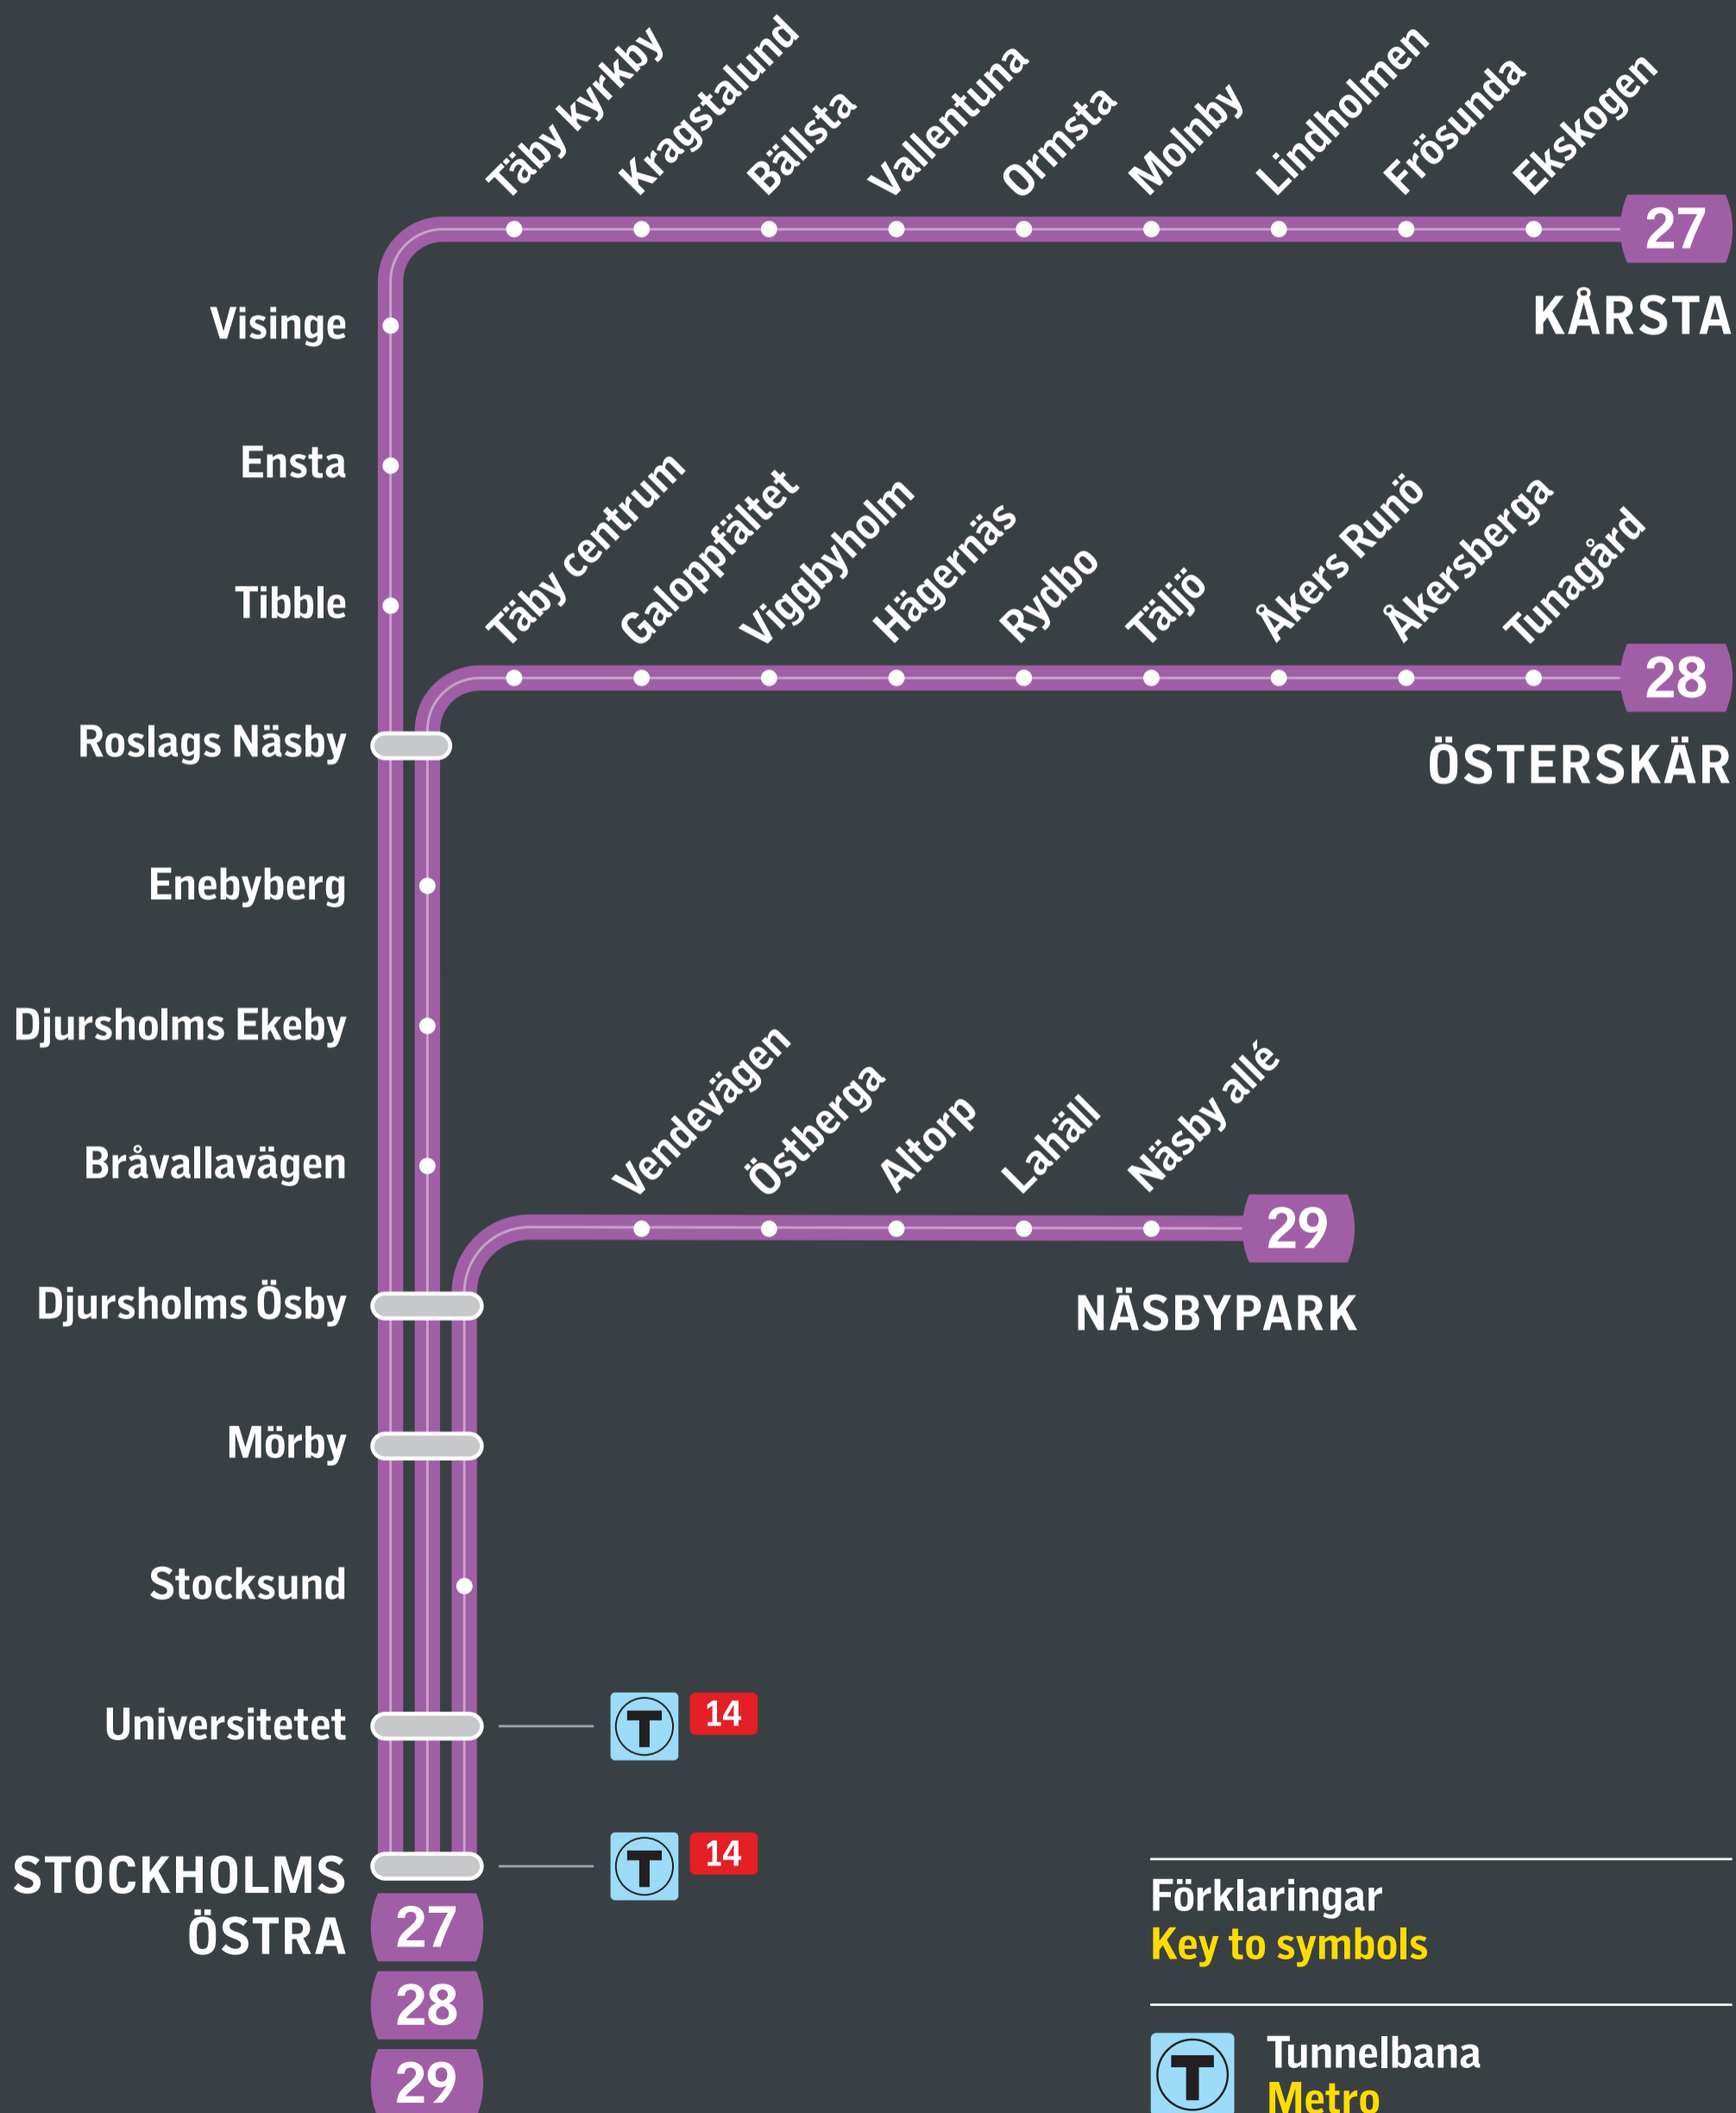 Täby kyrkby
Kragstalund
Bällsta
Vallentuna
Ormsta
Molnby
Lindholmen
Frösunda
Ekskogen
27
KÅRSTA
Visinge
Ensta
Tibble
Täby centrum
Galoppfältet
Viggbyholm
Hägernäs
Rydbo
Täljö
Åkers Runö
Åkersberga
Tunagård
28
ÖSTERSKÄR
Roslags Näsby
Enebyberg
Djursholms Ekeby
Bråvallavägen
Vendevägen
Östberga
Altorp
Lahäll
Näsby allé
29
NÄSBYPARK
Djursholms Ösby
Mörby
Stocksund
Universitetet
T 14
STOCKHOLMS
ÖSTRA
T 14
27
28
29
Förklaringar
Key to symbols
T Tunnelbana
Metro